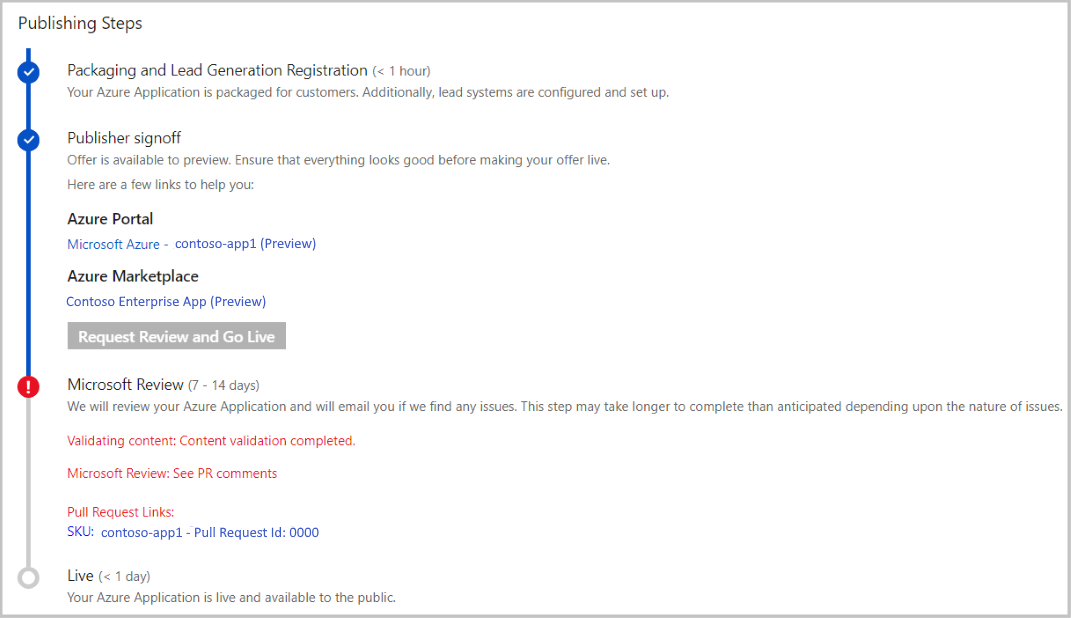 Publishing Steps
Packaging and Lead Generation Registration (< 1 hour)
Your Azure Application is packaged for customers. Additionally, lead systems are configured and set up.
Publisher signoff
Offer is available to preview. Ensure that everything looks good before making your offer live.
Here are a few links to help you:
Azure Portal
Microsoft Azure - contoso-app1 (Preview)
Azure Marketplace
Contoso Enterprise App (Preview)
Request Review and Go Live
Microsoft Review (7 - 14 days)
We will review your Azure Application and will email you if we find any issues. This step may take longer to complete than anticipated depending upon the nature of issues.
Validating content: Content validation completed.
Microsoft Review: See PR comments
Pull Request Links:
SKU: contoso-app1 - Pull Request Id: 0000
Live (< 1 day)
Your Azure Application is live and available to the public.